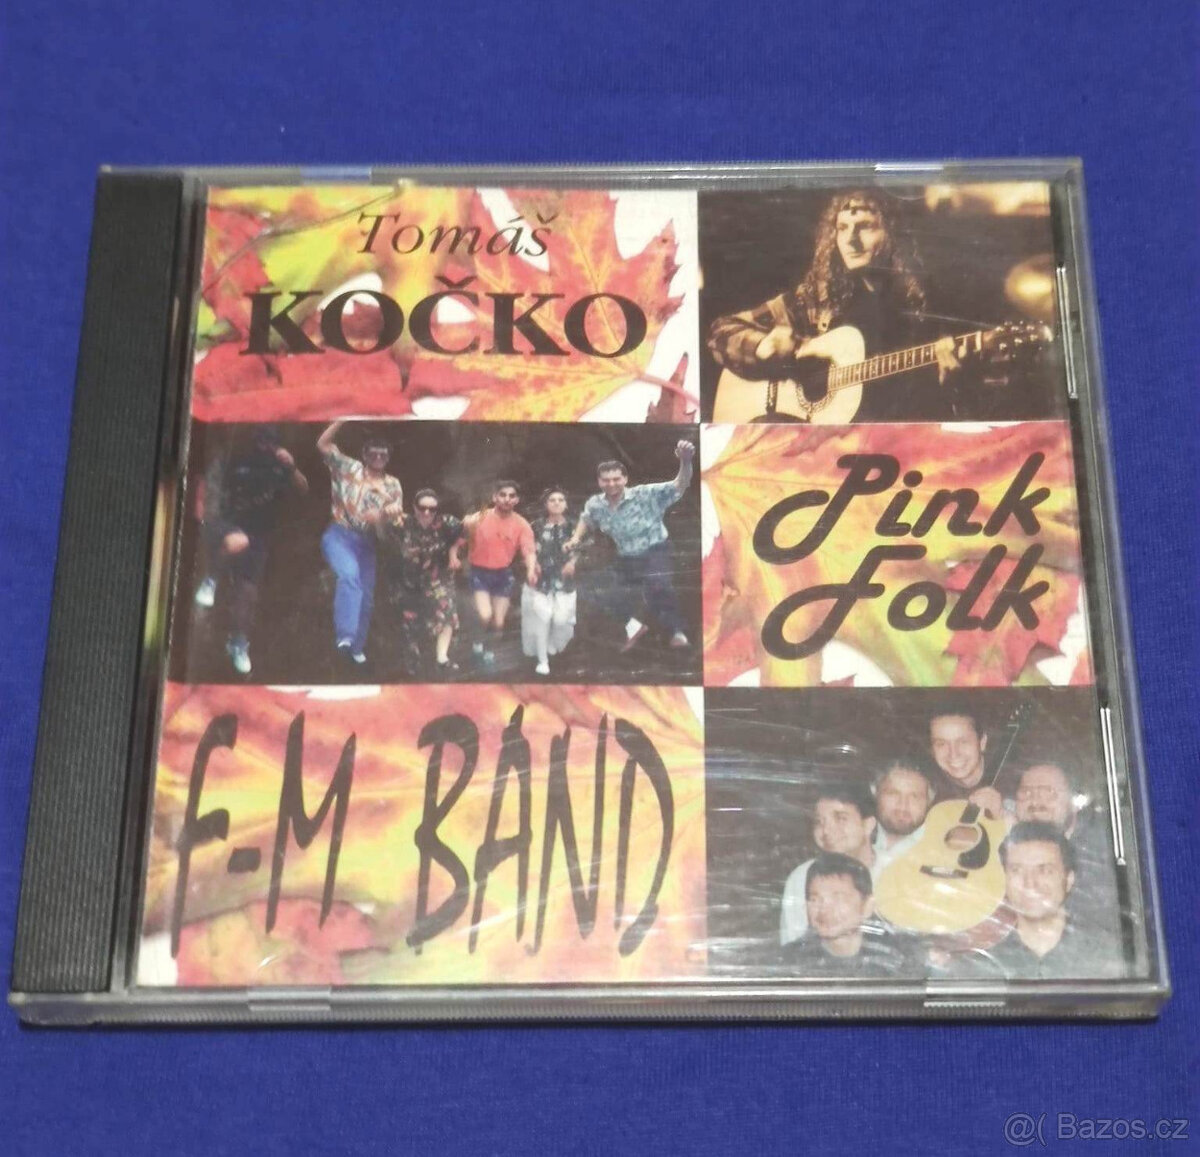 Tomáš
KOČKO
Pink
Folk
F-M BAND
@( Bazos.cz